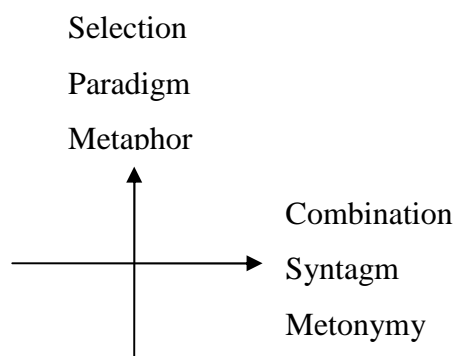 Selection
Paradigm
Metaphor
Combination
Syntagm
Metonymy